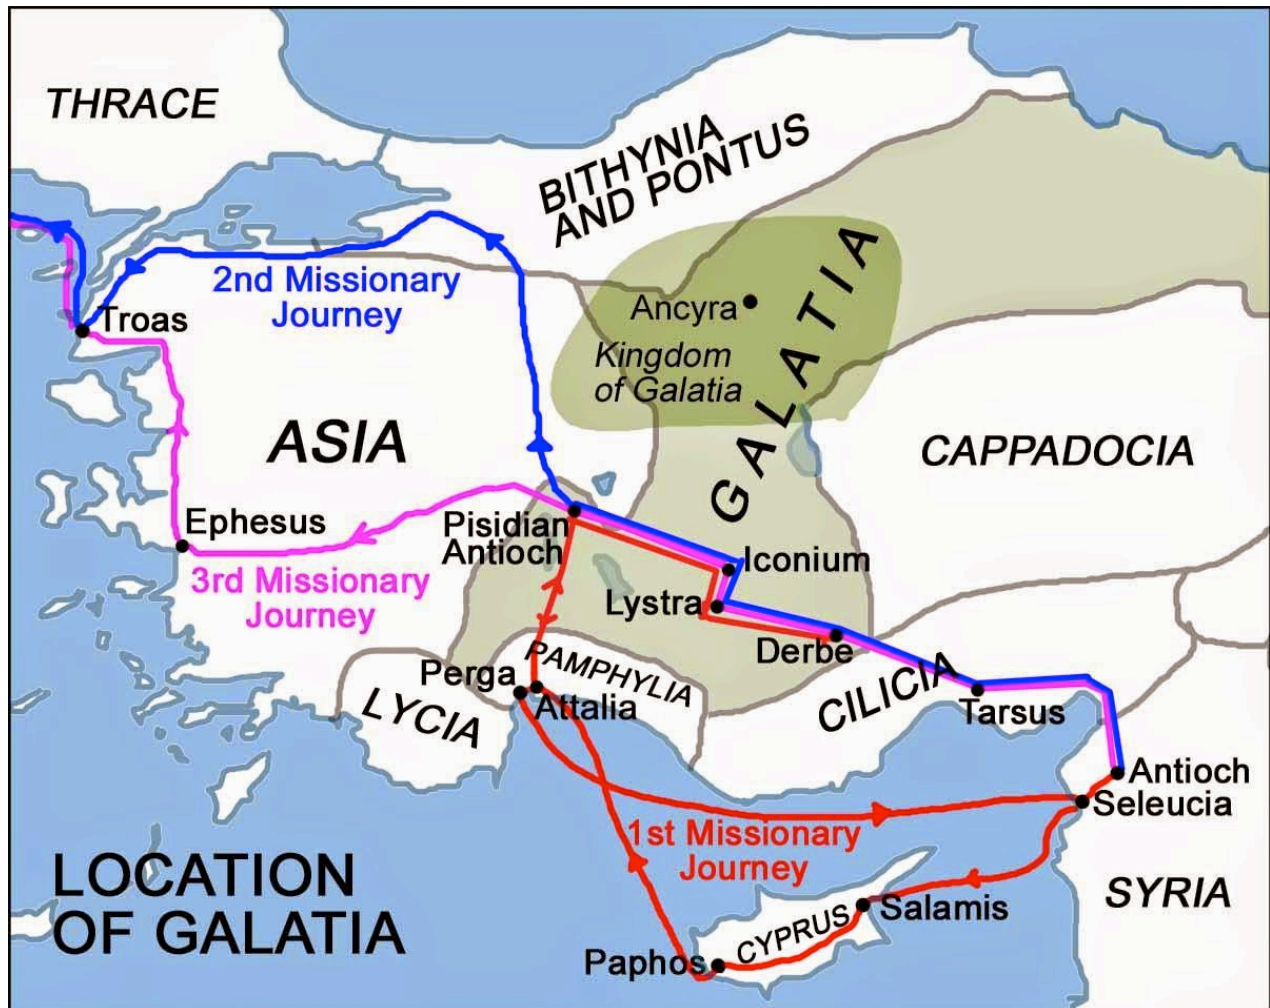 THRACE
BITHYNIA
AND PONTUS
2nd Missionary
Journey
Troas
Ancyra
Kingdom
of Galatia
GALATIA
ASIA
CAPPADOCIA
Ephesus
Pisidian
Antioch
3rd Missionary
Journey
Iconium
Lystra
Derbe
Perga
PAMPHYLIA
Attalia
LYCIA
CILICIA
Tarsus
Antioch
Seleucia
1st Missionary
Journey
LOCATION
OF GALATIA
SYRIA
Salamis
CYPRUS
Paphos